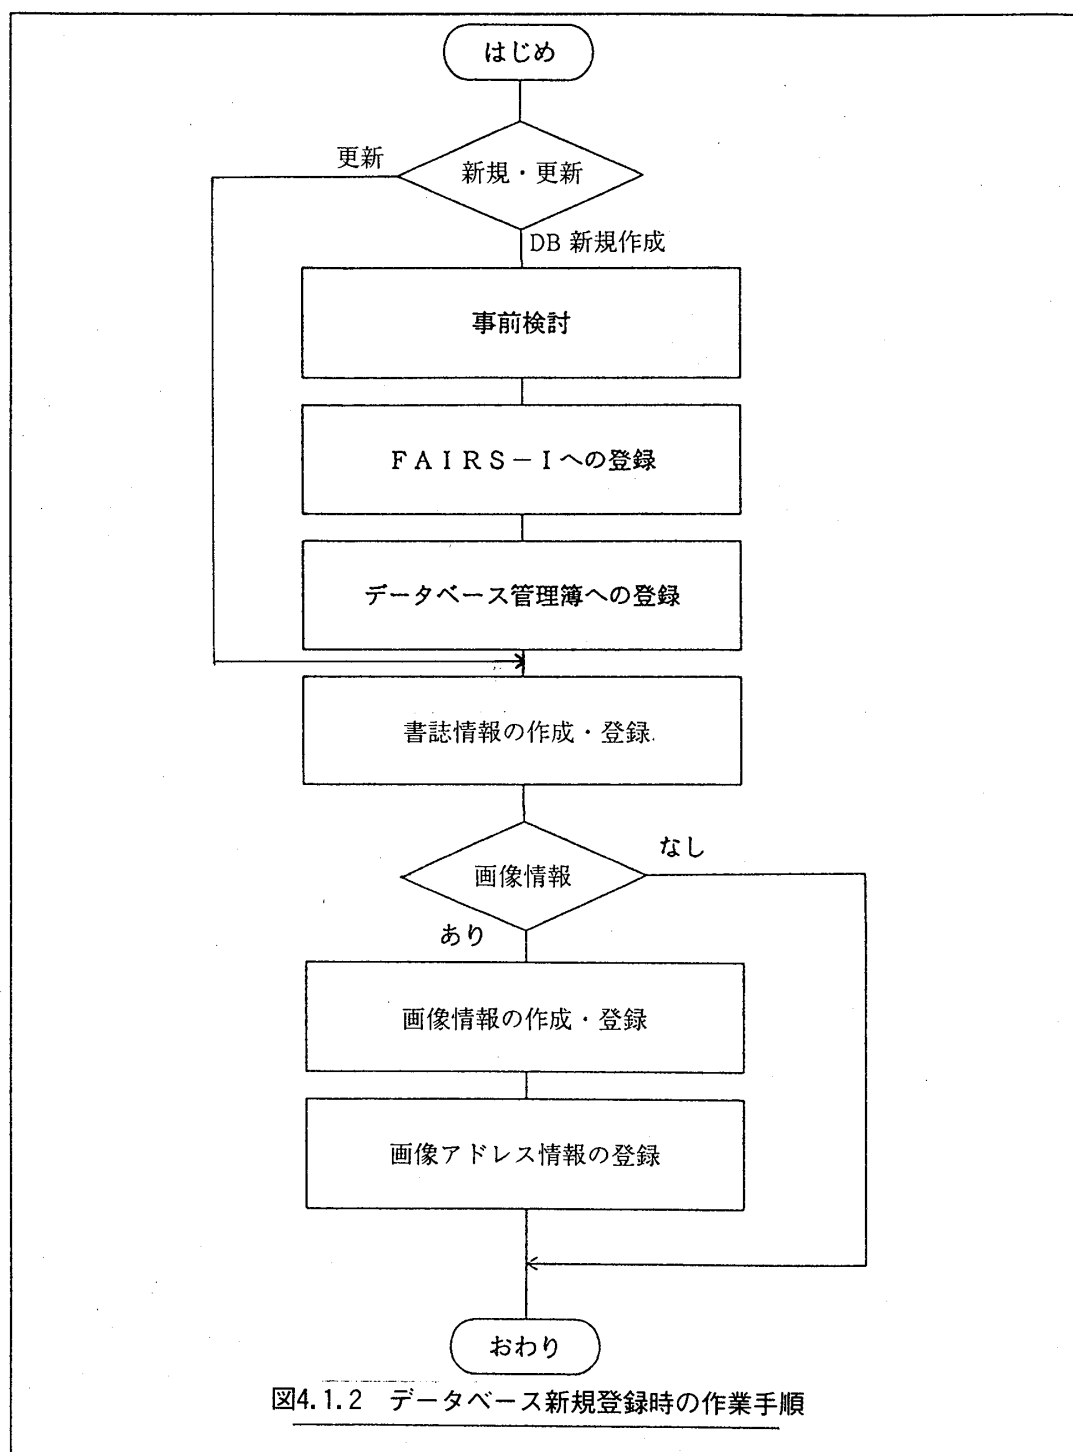 はじめ
更新
新規・更新
DB 新規作成
事前検討
FAIRS－Iへの登録
データベース管理簿への登録
書誌情報の作成・登録
画像情報
なし
あり
画像情報の作成・登録
画像アドレス情報の登録
おわり
図4.1.2 データベース新規登録時の作業手順